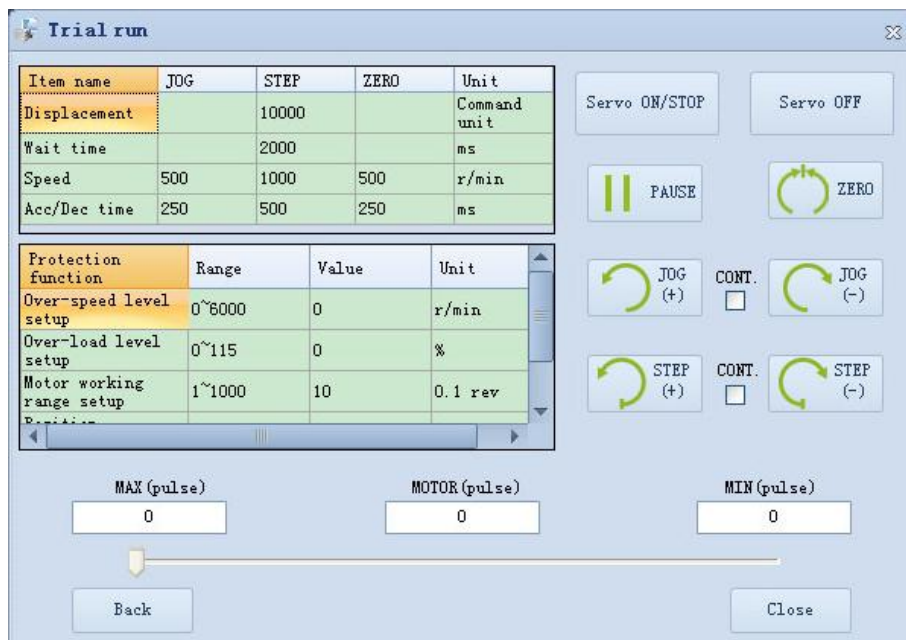 Trial run
Item name JOG STEP ZERO Unit
Displacement 10000 Command unit
Wait time 2000 ms
Speed 500 1000 500 r/min
Acc/Dec time 250 500 250 ms
Servo ON/STOP Servo OFF
PAUSE ZERO
Protection function Range Value Unit
Over-speed level setup 0~6000 0 r/min
Over-load level setup 0~115 0 %
Motor working range setup 1~1000 10 0.1 rev
JOG (+) CONT. JOG (-)
STEP (+) CONT. STEP (-)
MAX(pulse) MOTOR(pulse) MIN(pulse)
0 0 0
Back Close